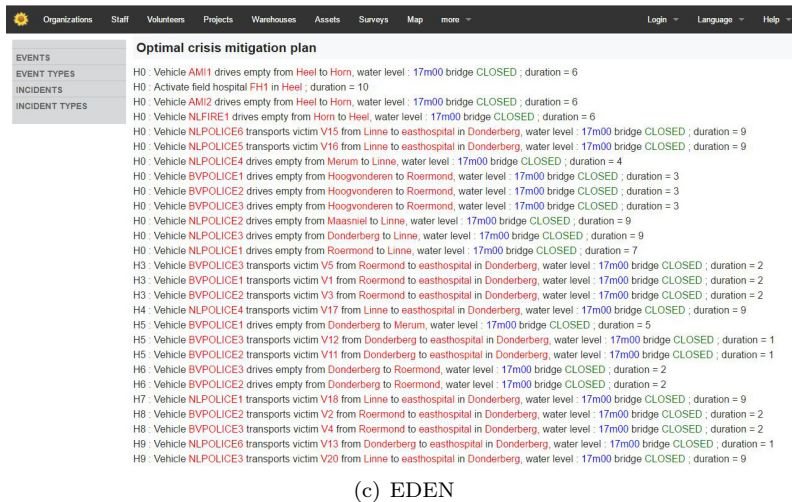 Organizations Staff Volunteers Projects Warehouses Assets Surveys Map more Login Language Help
EVENTS
EVENT TYPES
INCIDENTS
INCIDENT TYPES
Optimal crisis mitigation plan
H0 : Vehicle AMI1 drives empty from Heel to Horn, water level : 17m00 bridge CLOSED ; duration = 6
H0 : Activate field hospital FH1 in Heel ; duration = 10
H0 : Vehicle AMI2 drives empty from Heel to Horn, water level : 17m00 bridge CLOSED ; duration = 6
H0 : Vehicle NLFIRE1 drives empty from Horn to Heel, water level : 17m00 bridge CLOSED ; duration = 6
H0 : Vehicle NLPOLICE6 transports victim V15 from Linne to easthospital in Donderberg, water level : 17m00 bridge CLOSED ; duration = 9
H0 : Vehicle NLPOLICE5 transports victim V16 from Linne to easthospital in Donderberg, water level : 17m00 bridge CLOSED ; duration = 9
H0 : Vehicle NLPOLICE4 drives empty from Merum to Linne, water level : 17m00 bridge CLOSED ; duration = 4
H0 : Vehicle BVPOLICE1 drives empty from Hoogvonderen to Roermond, water level : 17m00 bridge CLOSED ; duration = 3
H0 : Vehicle BVPOLICE2 drives empty from Hoogvonderen to Roermond, water level : 17m00 bridge CLOSED ; duration = 3
H0 : Vehicle BVPOLICE3 drives empty from Hoogvonderen to Roermond, water level : 17m00 bridge CLOSED ; duration = 3
H0 : Vehicle NLPOLICE2 drives empty from Maasniel to Linne, water level : 17m00 bridge CLOSED ; duration = 9
H0 : Vehicle NLPOLICE3 drives empty from Donderberg to Linne, water level : 17m00 bridge CLOSED ; duration = 9
H0 : Vehicle NLPOLICE1 drives empty from Roermond to Linne, water level : 17m00 bridge CLOSED ; duration = 7
H3 : Vehicle BVPOLICE3 transports victim V5 from Roermond to easthospital in Donderberg, water level : 17m00 bridge CLOSED ; duration = 2
H3 : Vehicle BVPOLICE1 transports victim V1 from Roermond to easthospital in Donderberg, water level : 17m00 bridge CLOSED ; duration = 2
H3 : Vehicle BVPOLICE2 transports victim V3 from Roermond to easthospital in Donderberg, water level : 17m00 bridge CLOSED ; duration = 2
H4 : Vehicle NLPOLICE4 transports victim V17 from Linne to easthospital in Donderberg, water level : 17m00 bridge CLOSED ; duration = 9
H5 : Vehicle BVPOLICE1 drives empty from Donderberg to Merum, water level : 17m00 bridge CLOSED ; duration = 5
H5 : Vehicle BVPOLICE3 transports victim V12 from Donderberg to easthospital in Donderberg, water level : 17m00 bridge CLOSED ; duration = 1
H5 : Vehicle BVPOLICE2 transports victim V11 from Donderberg to easthospital in Donderberg, water level : 17m00 bridge CLOSED ; duration = 1
H6 : Vehicle BVPOLICE3 drives empty from Donderberg to Roermond, water level : 17m00 bridge CLOSED ; duration = 2
H6 : Vehicle BVPOLICE2 drives empty from Donderberg to Roermond, water level : 17m00 bridge CLOSED ; duration = 2
H7 : Vehicle NLPOLICE1 transports victim V18 from Linne to easthospital in Donderberg, water level : 17m00 bridge CLOSED ; duration = 9
H8 : Vehicle BVPOLICE2 transports victim V2 from Roermond to easthospital in Donderberg, water level : 17m00 bridge CLOSED ; duration = 2
H8 : Vehicle BVPOLICE3 transports victim V4 from Roermond to easthospital in Donderberg, water level : 17m00 bridge CLOSED ; duration = 2
H9 : Vehicle NLPOLICE6 transports victim V13 from Donderberg to easthospital in Donderberg, water level : 17m00 bridge CLOSED ; duration = 1
H9 : Vehicle NLPOLICE3 transports victim V20 from Linne to easthospital in Donderberg, water level : 17m00 bridge CLOSED ; duration = 9
(c) EDEN